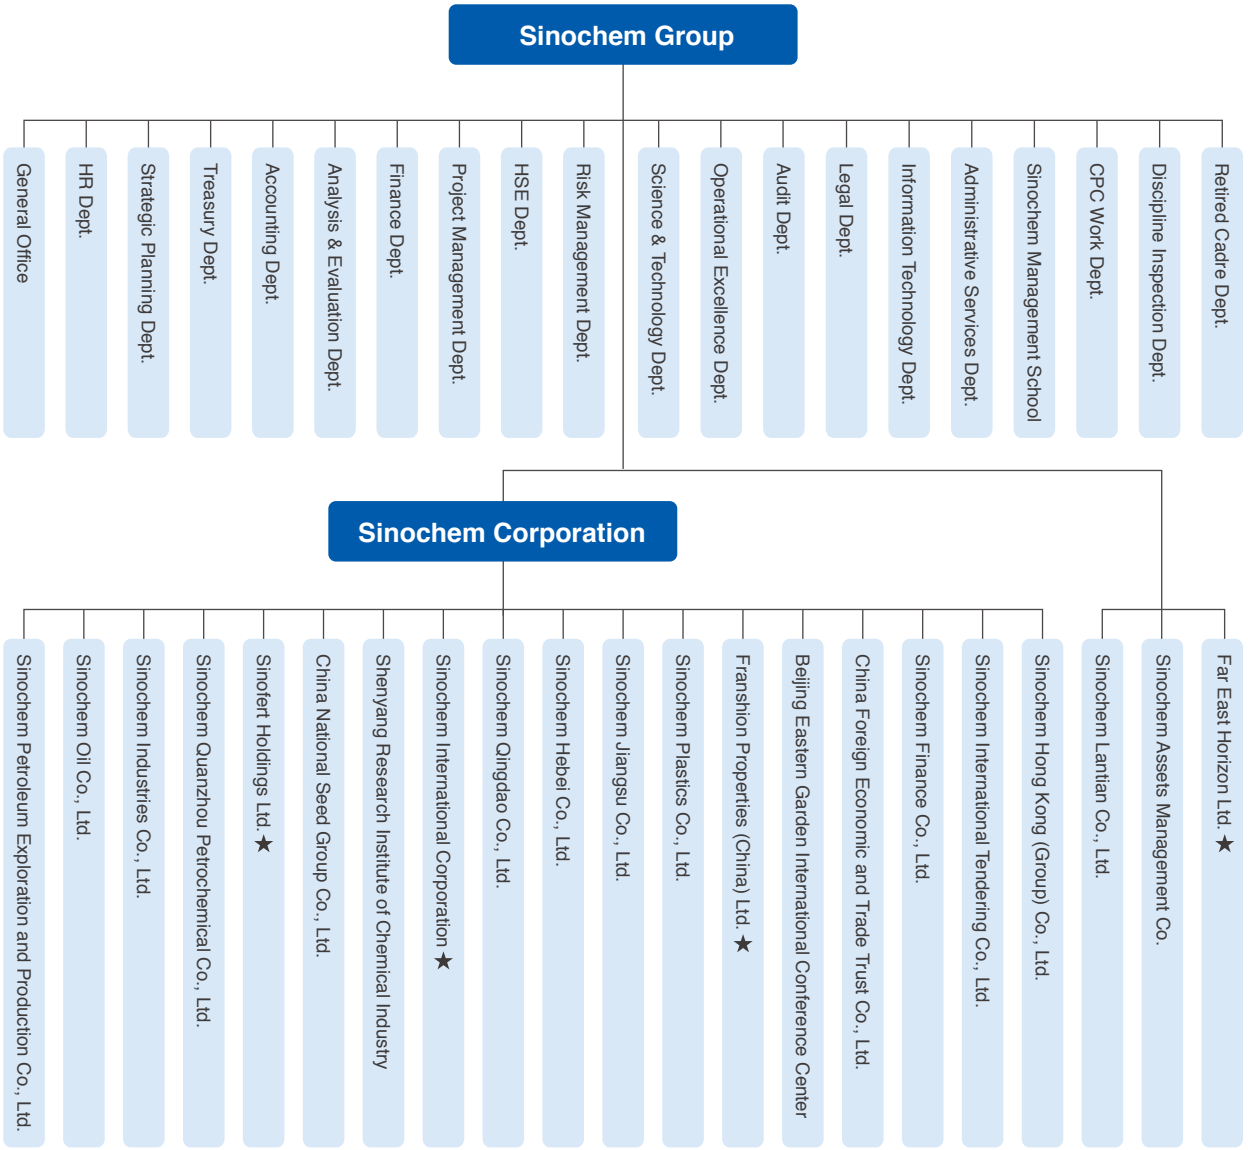 Sinochem Group
General Office
HR Dept.
Strategic Planning Dept.
Treasury Dept.
Accounting Dept.
Analysis & Evaluation Dept.
Finance Dept.
Project Management Dept.
HSE Dept.
Risk Management Dept.
Science & Technology Dept.
Operational Excellence Dept.
Audit Dept.
Legal Dept.
Information Technology Dept.
Administrative Services Dept.
Sinochem Management School
CPC Work Dept.
Discipline Inspection Dept.
Retired Cadre Dept.
Sinochem Corporation
Sinochem Petroleum Exploration and Production Co., Ltd.
Sinochem Oil Co., Ltd.
Sinochem Industries Co., Ltd.
Sinochem Quanzhou Petrochemical Co., Ltd.
Sinofert Holdings Ltd. ★
China National Seed Group Co., Ltd.
Shenyang Research Institute of Chemical Industry
Sinochem International Corporation ★
Sinochem Qingdao Co., Ltd.
Sinochem Hebei Co., Ltd.
Sinochem Jiangsu Co., Ltd.
Sinochem Plastics Co., Ltd.
Franshion Properties (China) Ltd. ★
Beijing Eastern Garden International Conference Center
China Foreign Economic and Trade Trust Co., Ltd.
Sinochem Finance Co., Ltd.
Sinochem International Tendering Co., Ltd.
Sinochem Hong Kong (Group) Co., Ltd.
Sinochem Lantian Co., Ltd.
Sinochem Assets Management Co.
Far East Horizon Ltd. ★